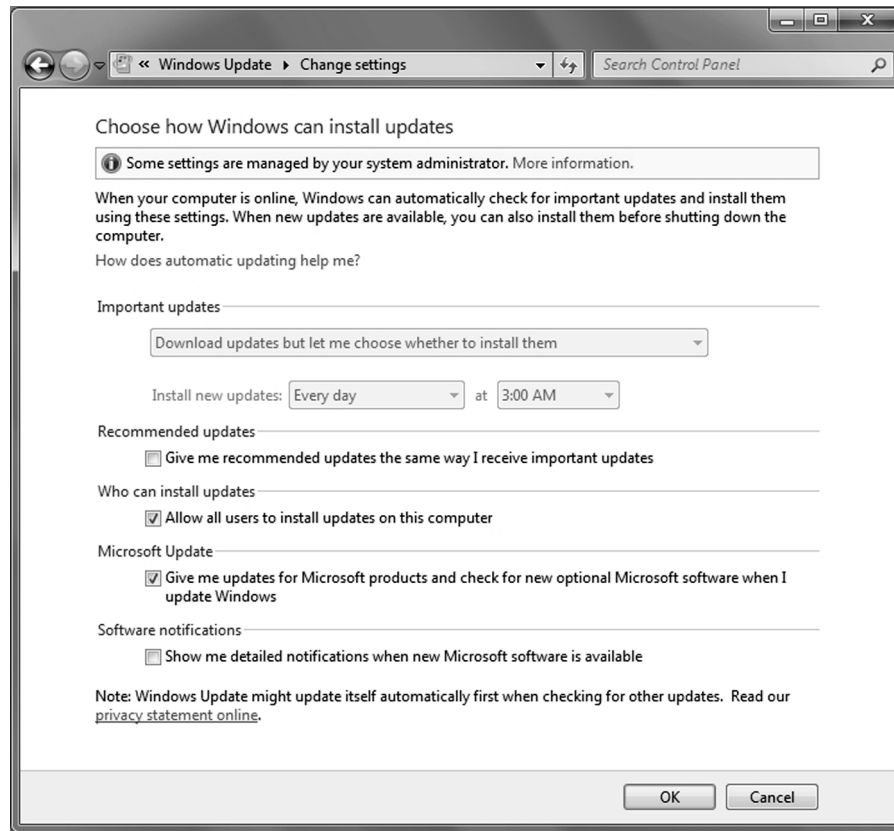 « Windows Update ▸ Change settings
Search Control Panel
Choose how Windows can install updates
Some settings are managed by your system administrator. More information.
When your computer is online, Windows can automatically check for important updates and install them
using these settings. When new updates are available, you can also install them before shutting down the
computer.
How does automatic updating help me?
Important updates
Download updates but let me choose whether to install them
Install new updates: Every day at 3:00 AM
Recommended updates
Give me recommended updates the same way I receive important updates
Who can install updates
Allow all users to install updates on this computer
Microsoft Update
Give me updates for Microsoft products and check for new optional Microsoft software when I
update Windows
Software notifications
Show me detailed notifications when new Microsoft software is available
Note: Windows Update might update itself automatically first when checking for other updates. Read our
privacy statement online.
OK Cancel